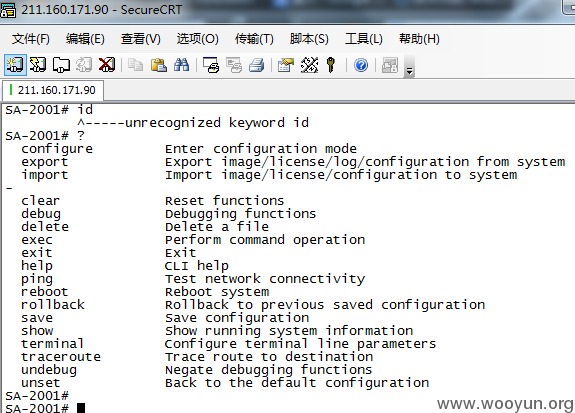 211.160.171.90 - SecureCRT
文件(F) 编辑(E) 查看(V) 选项(O) 传输(T) 脚本(S) 工具(L) 帮助(H)
211.160.171.90
SA-2001# id
^-----unrecognized keyword id
SA-2001# ?
configure Enter configuration mode
export Export image/license/log/configuration from system
import Import image/license/configuration to system
-
clear Reset functions
debug Debugging functions
delete Delete a file
exec Perform command operation
exit Exit
help CLI help
ping Test network connectivity
reboot Reboot system
rollback Rollback to previous saved configuration
save Save configuration
show Show running system information
terminal Configure terminal line parameters
traceroute Trace route to destination
undebug Negate debugging functions
unset Back to the default configuration
SA-2001#
SA-2001#
www.wooyun.org